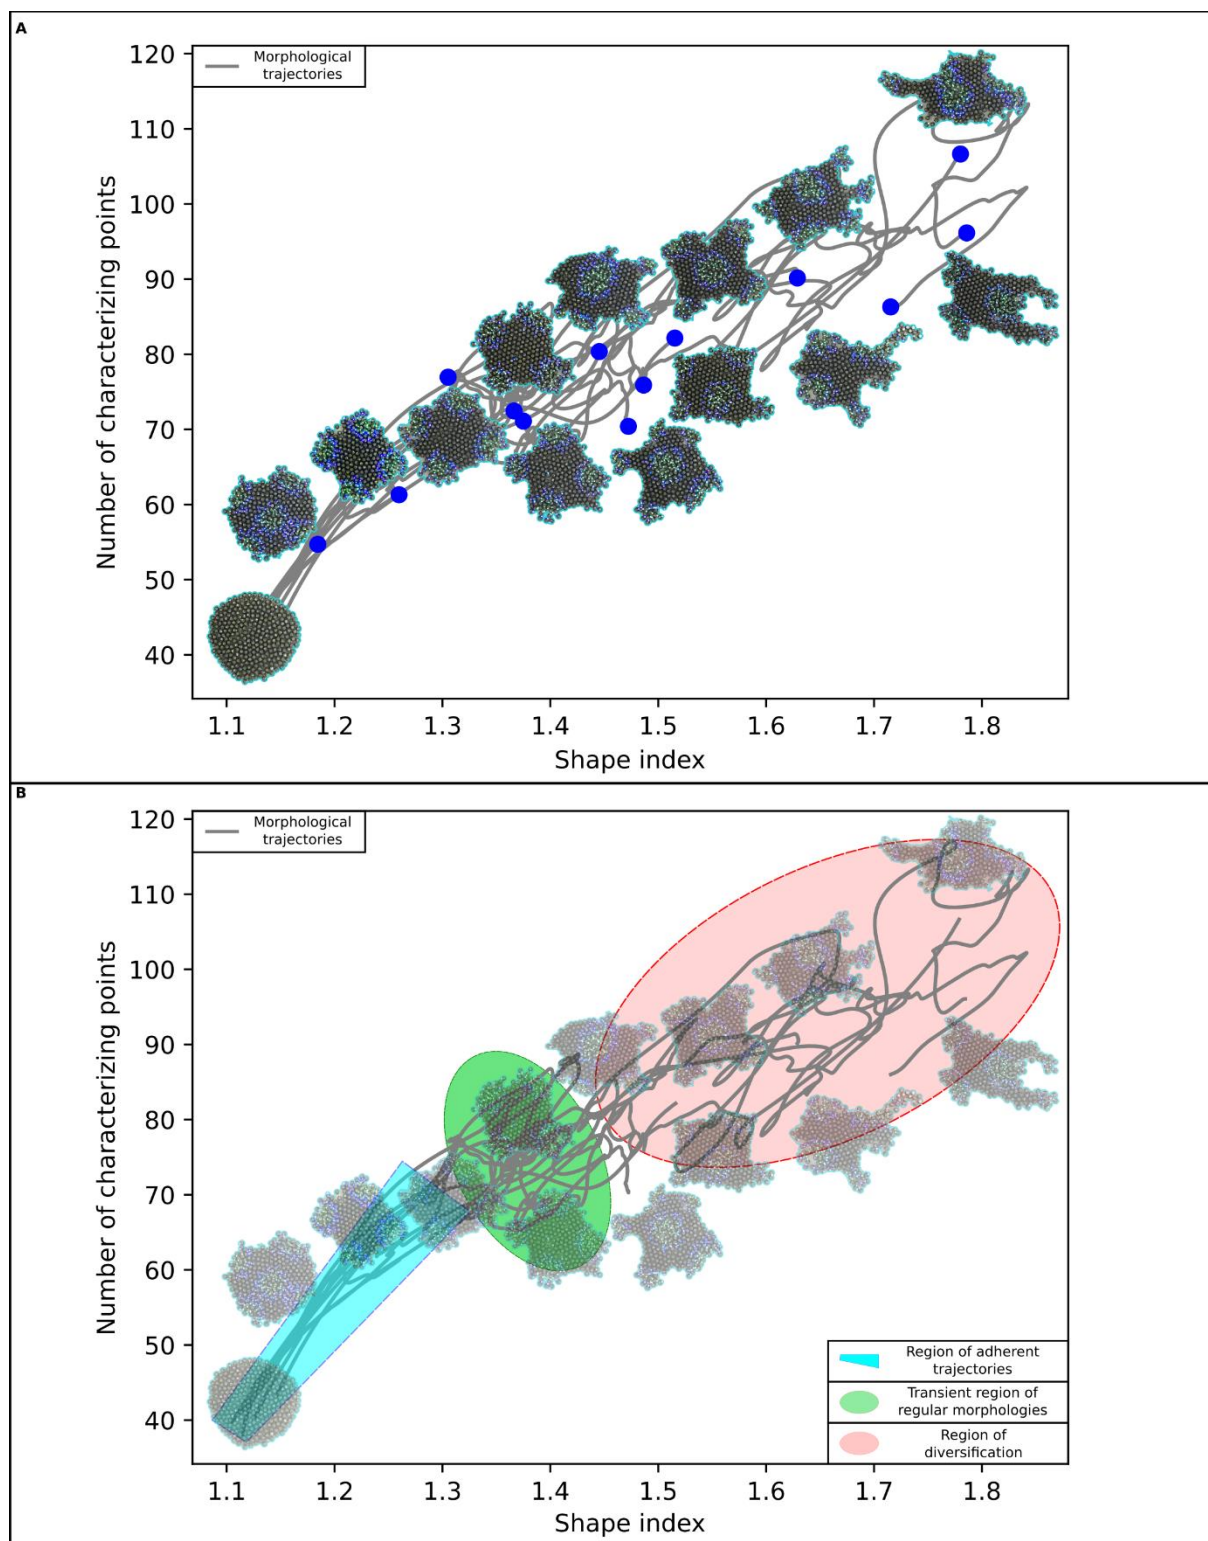 A
Morphological
trajectories
120
110
100
90
80
70
60
50
40
Number of characterizing points
1.1 1.2 1.3 1.4 1.5 1.6 1.7 1.8
Shape index
B
Morphological
trajectories
120
110
100
90
80
70
60
50
40
Number of characterizing points
Region of adherent
trajectories
Transient region of
regular morphologies
Region of
diversification
1.1 1.2 1.3 1.4 1.5 1.6 1.7 1.8
Shape index